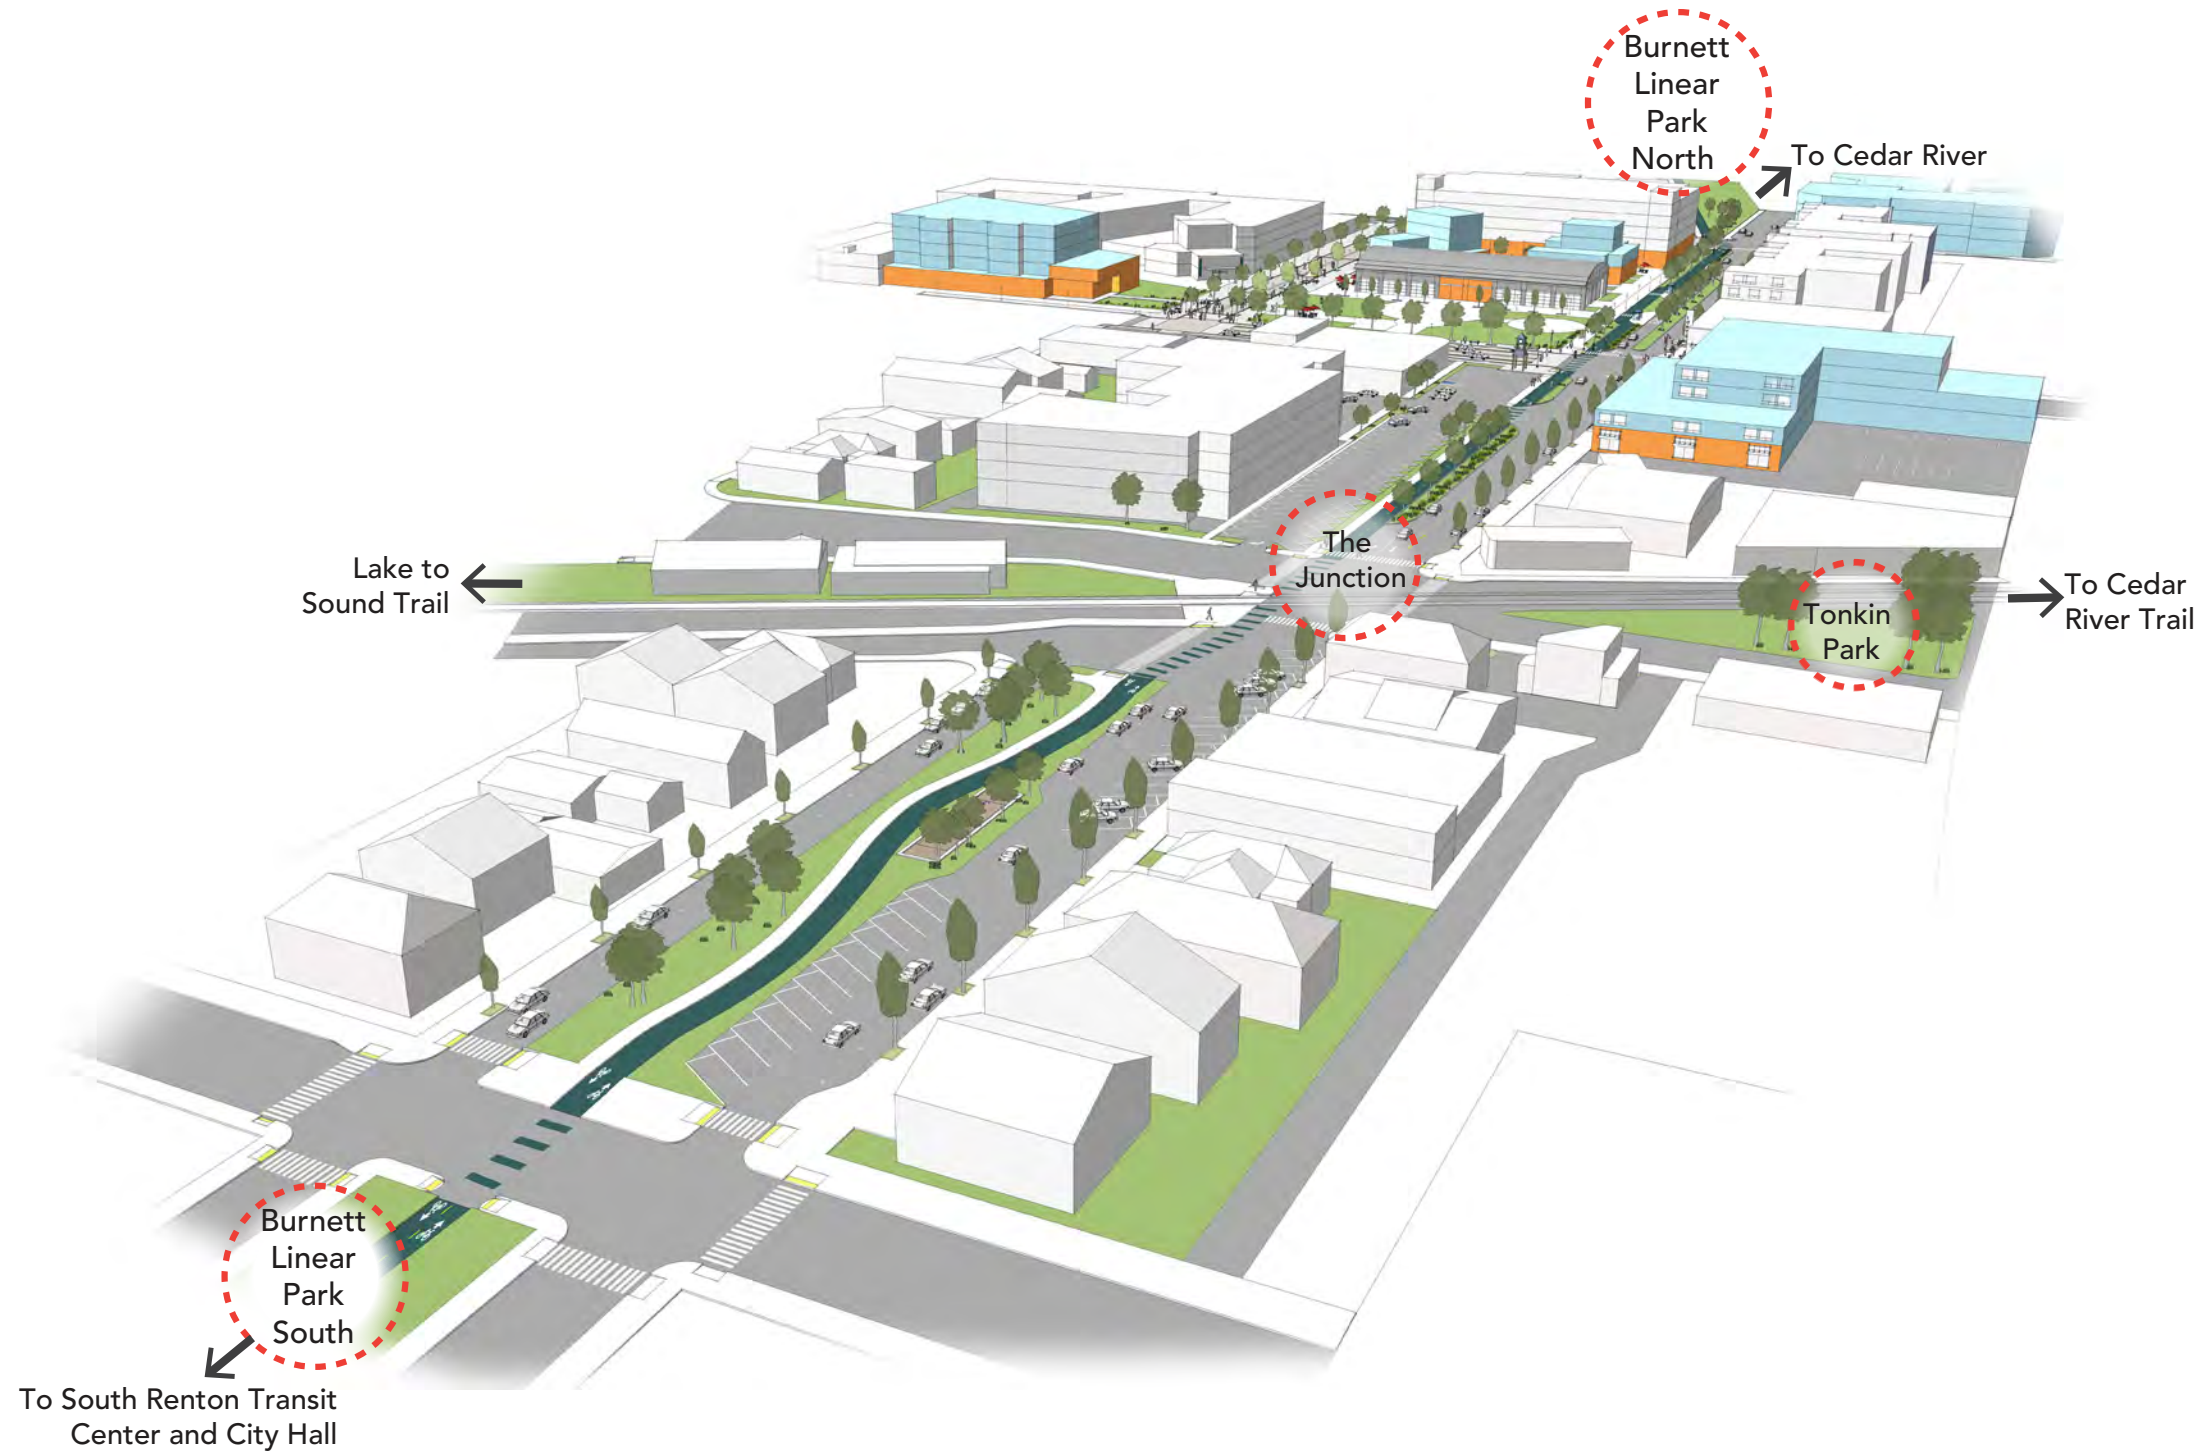 Burnett
Linear
Park
North
To Cedar River
The
Junction
Lake to
Sound Trail
To Cedar
River Trail
Tonkin
Park
Burnett
Linear
Park
South
To South Renton Transit
Center and City Hall